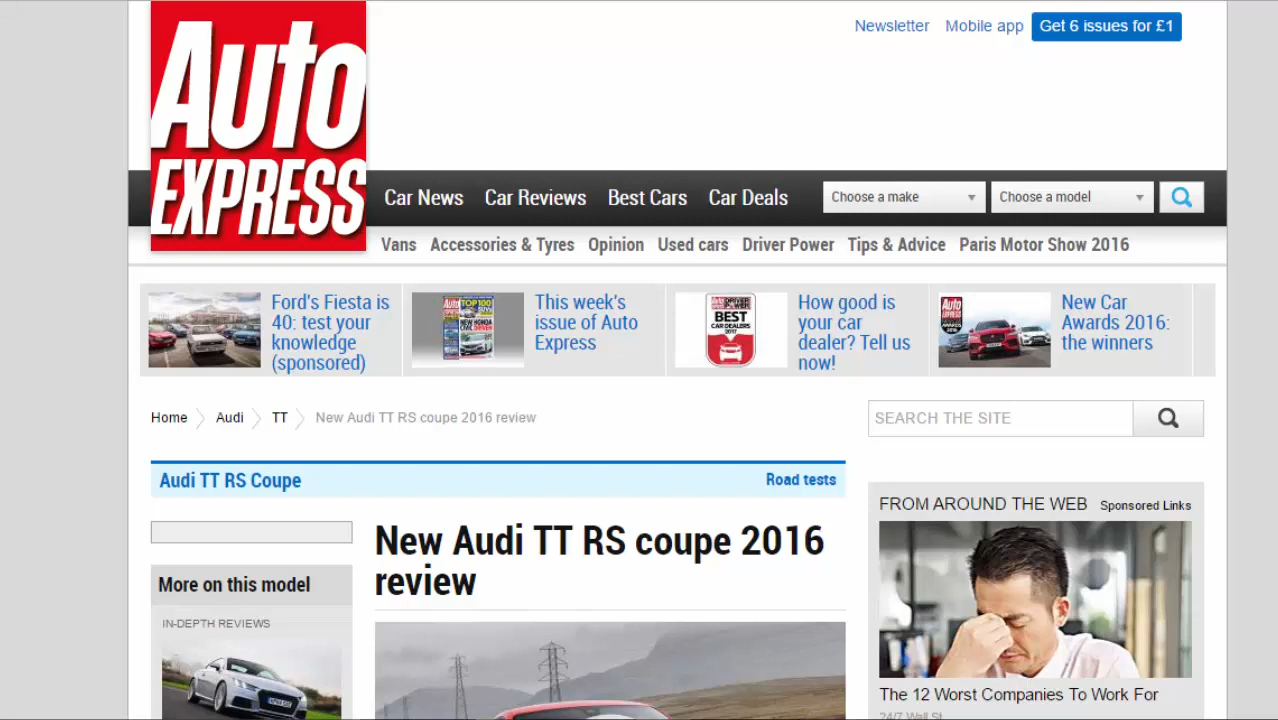 Newsletter Mobile app Get 6 issues for £1
Auto
EXPRESS
Car News Car Reviews Best Cars Car Deals Choose a make Choose a model
Vans Accessories & Tyres Opinion Used cars Driver Power Tips & Advice Paris Motor Show 2016
Ford's Fiesta is
40: test your
knowledge
(sponsored)
This week's
issue of Auto
Express
BEST
CAR DEALERS
2017
How good is
your car
dealer? Tell us
now!
New Car
Awards 2016:
the winners
Home Audi TT New Audi TT RS coupe 2016 review
SEARCH THE SITE
Audi TT RS Coupe Road tests
New Audi TT RS coupe 2016
review
More on this model
IN-DEPTH REVIEWS
FROM AROUND THE WEB Sponsored Links
The 12 Worst Companies To Work For
24/7 Wall St.